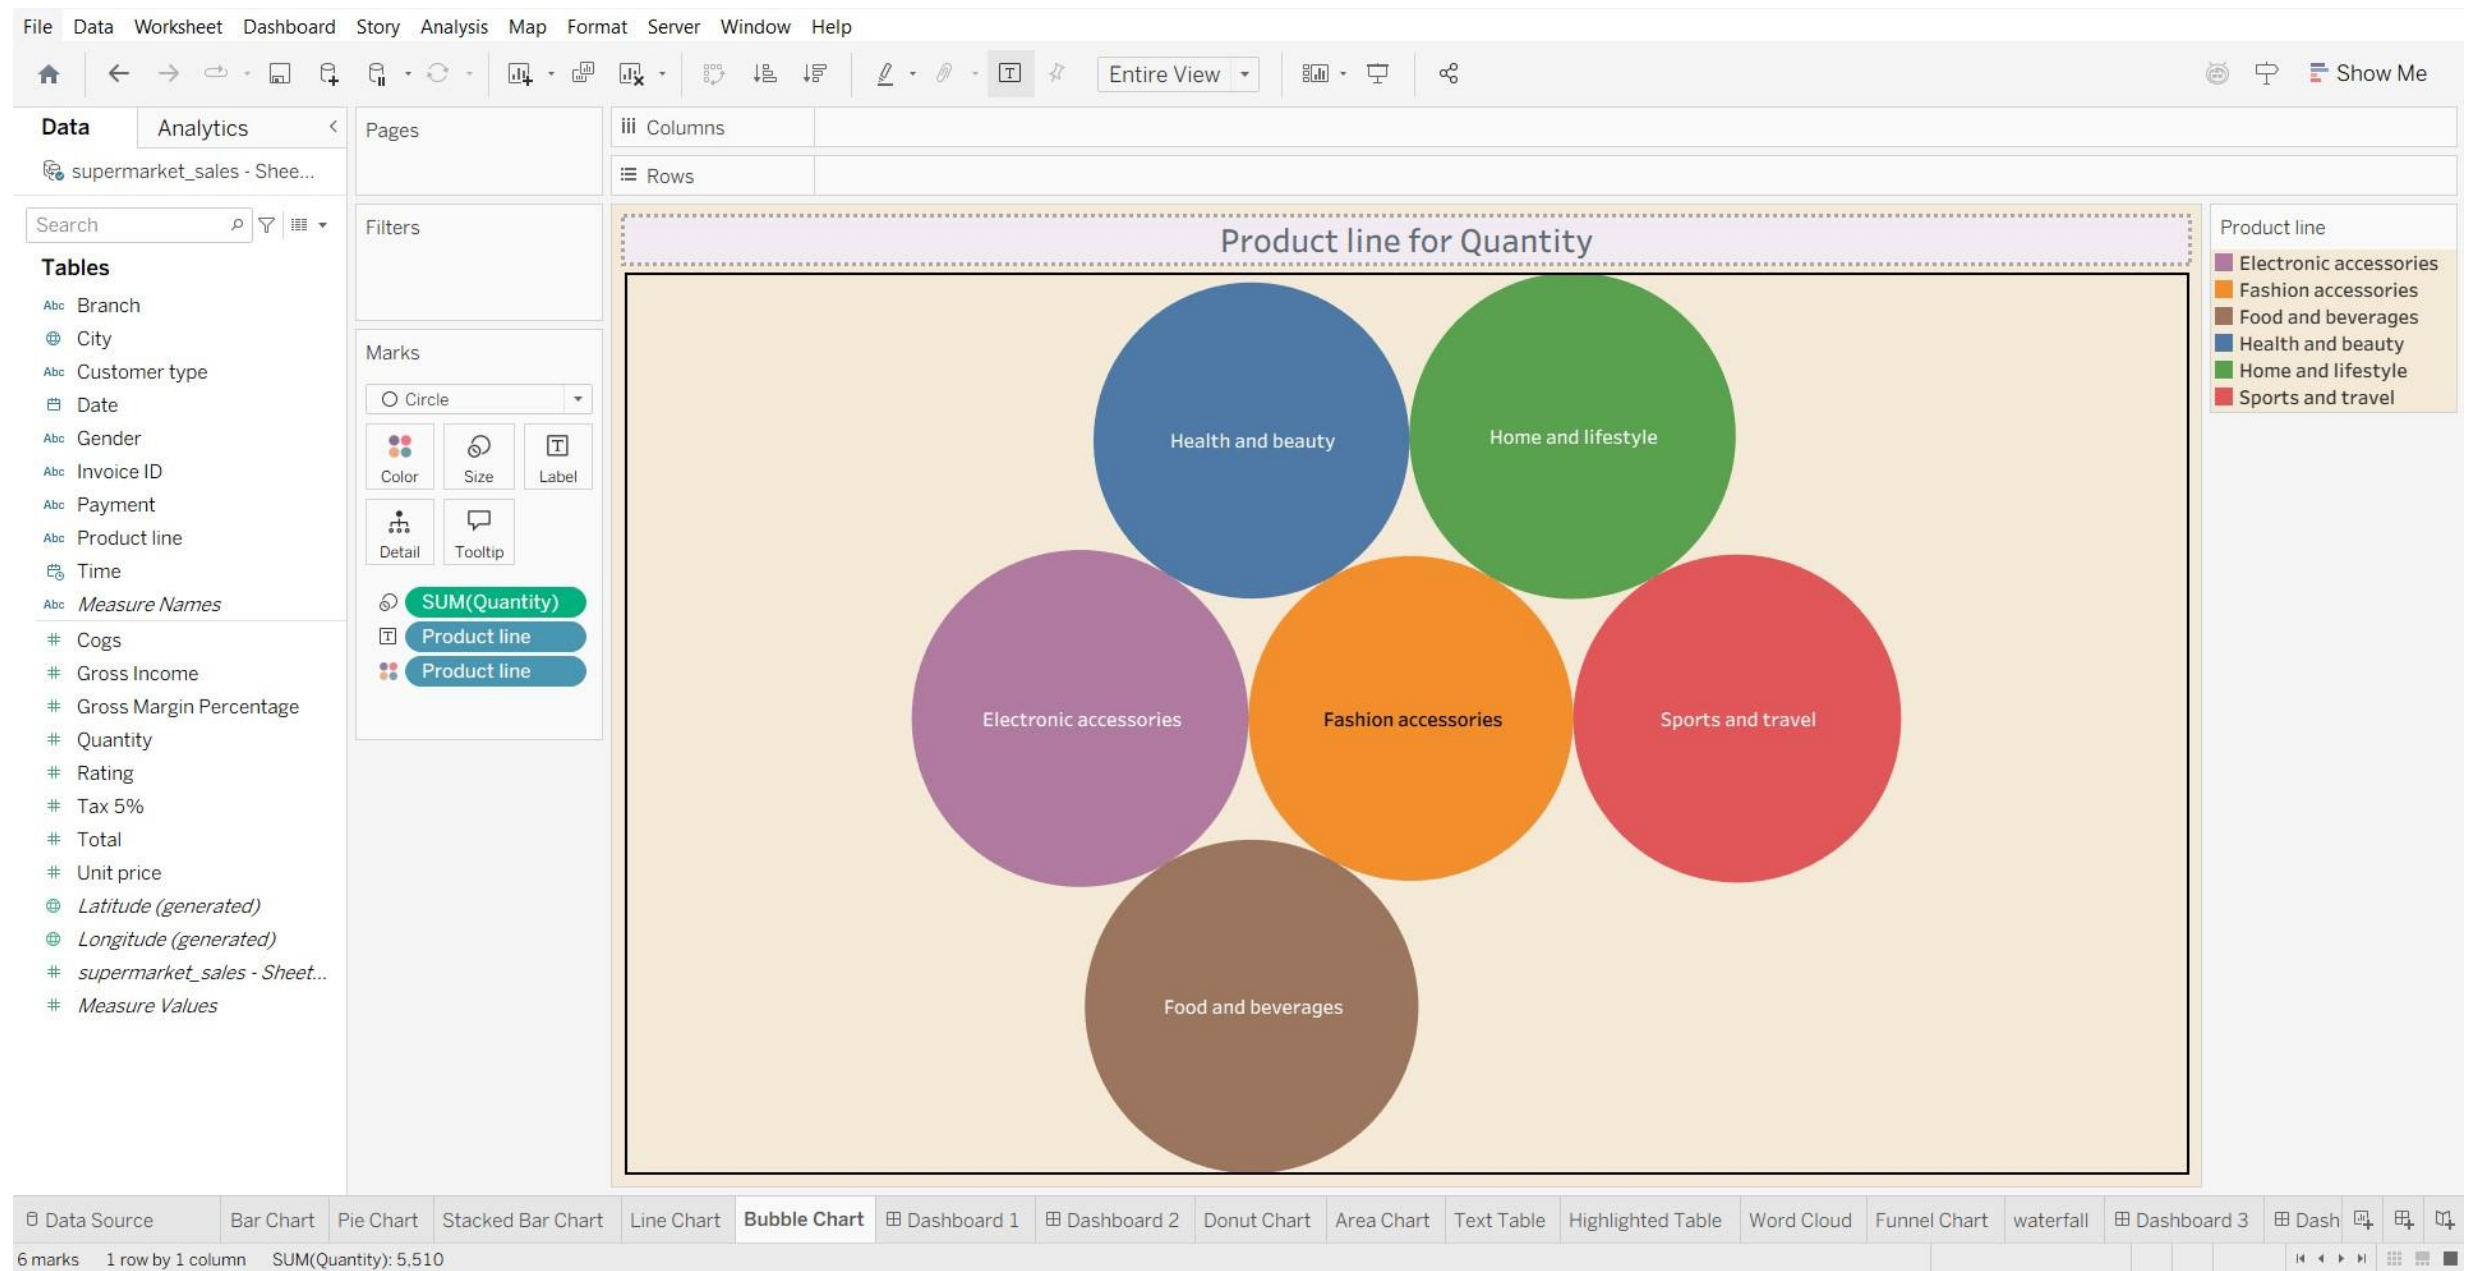 File Data Worksheet Dashboard Story Analysis Map Format Server Window Help
Entire View
Show Me
Data Analytics
supermarket_sales - Shee...
Search
Tables
Abc Branch
City
Abc Customer type
Date
Abc Gender
Abc Invoice ID
Abc Payment
Abc Product line
Time
Abc Measure Names
# Cogs
# Gross Income
# Gross Margin Percentage
# Quantity
# Rating
# Tax 5%
# Total
# Unit price
Latitude (generated)
Longitude (generated)
# supermarket_sales - Sheet...
# Measure Values
Pages
Filters
Marks
Circle
Color Size Label
Detail Tooltip
SUM(Quantity)
Product line
Product line
Columns
Rows
Product line for Quantity
Health and beauty
Home and lifestyle
Electronic accessories
Fashion accessories
Sports and travel
Food and beverages
Product line
Electronic accessories
Fashion accessories
Food and beverages
Health and beauty
Home and lifestyle
Sports and travel
Data Source Bar Chart Pie Chart Stacked Bar Chart Line Chart Bubble Chart Dashboard 1 Dashboard 2 Donut Chart Area Chart Text Table Highlighted Table Word Cloud Funnel Chart waterfall Dashboard 3 Dash
6 marks 1 row by 1 column SUM(Quantity): 5,510